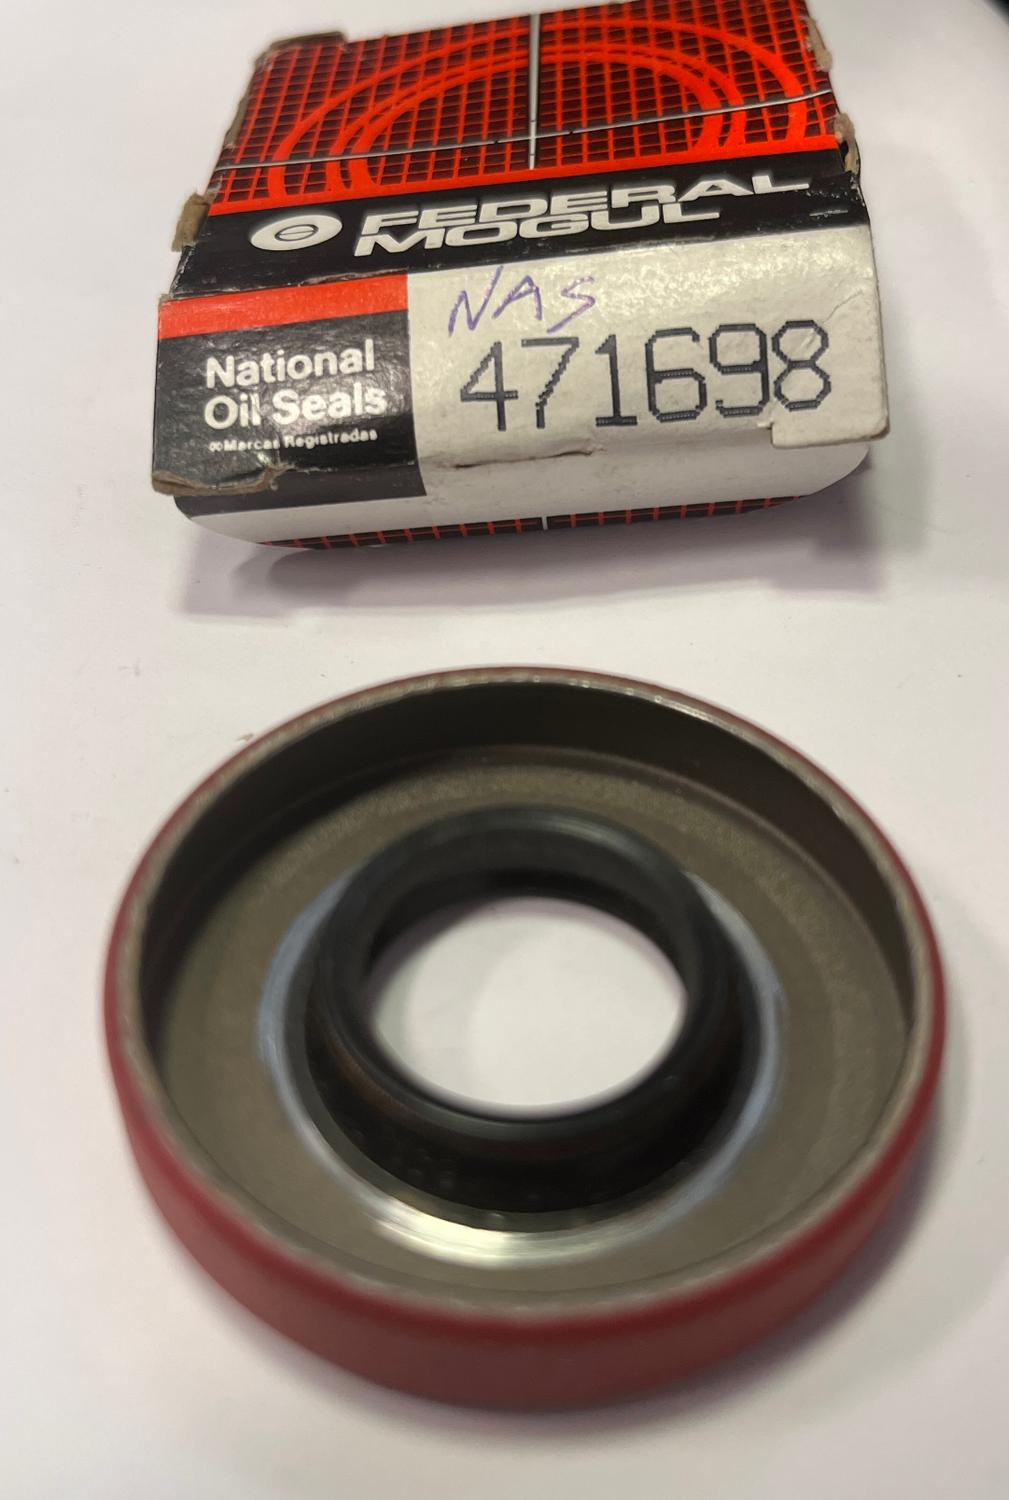 FEDERAL
MOGUL
NAS
471698
National
Oil Seals
∞Marcas Registradas